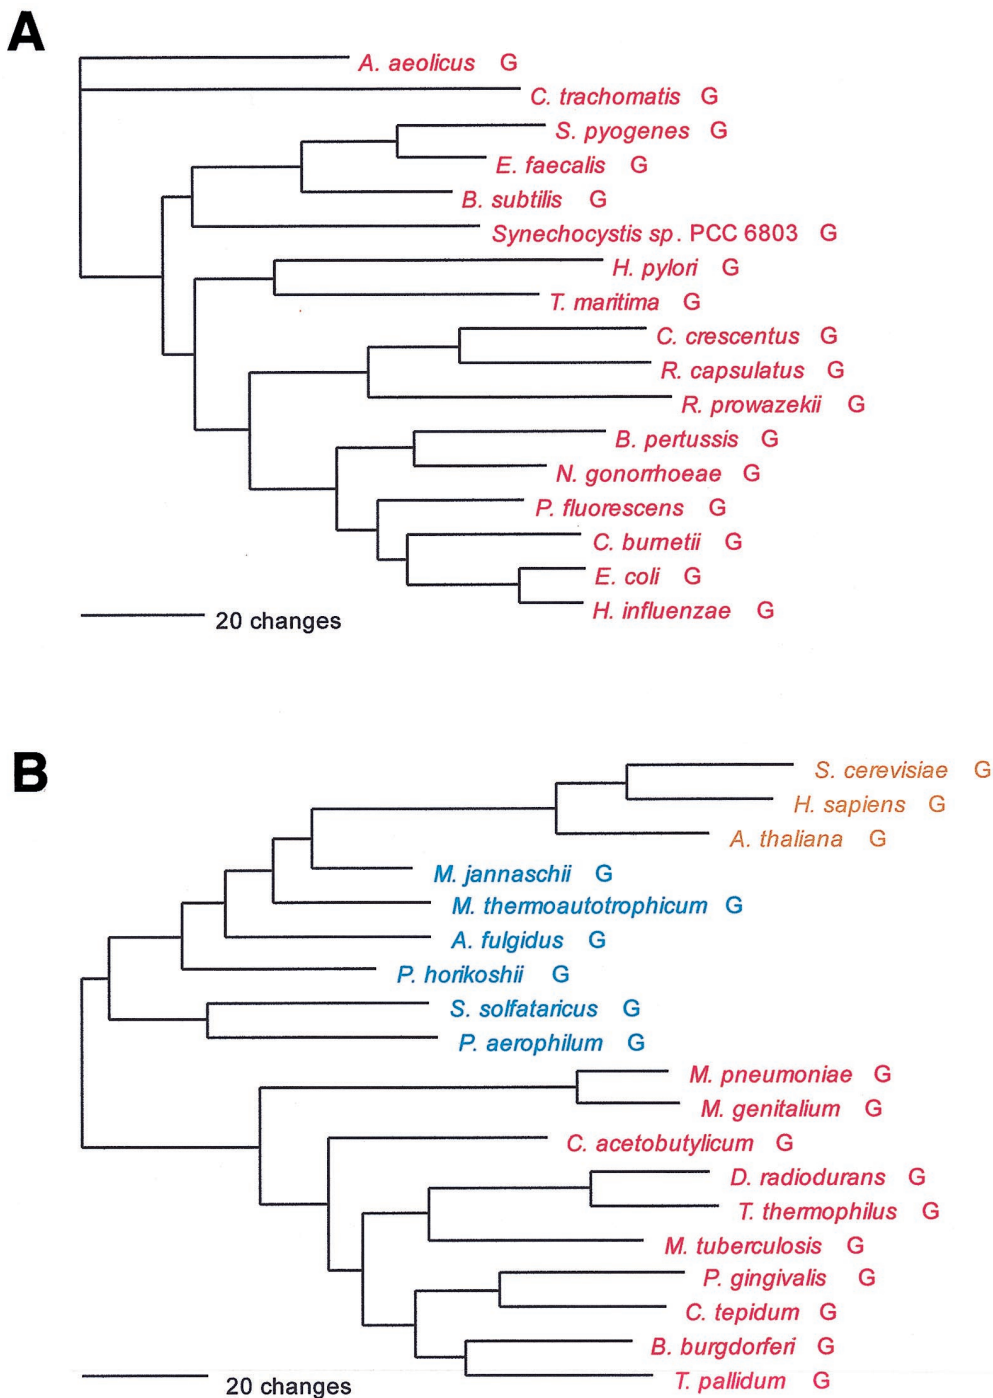 A
A. aeolicus G
C. trachomatis G
S. pyogenes G
E. faecalis G
B. subtilis G
Synechocystis sp. PCC 6803 G
H. pylori G
T. maritima G
C. crescentus G
R. capsulatus G
R. prowazekii G
B. pertussis G
N. gonorrhoeae G
P. fluorescens G
C. burnetii G
E. coli G
H. influenzae G
20 changes
B
S. cerevisiae G
H. sapiens G
A. thaliana G
M. jannaschii G
M. thermoautotrophicum G
A. fulgidus G
P. horikoshii G
S. solfataricus G
P. aerophilum G
M. pneumoniae G
M. genitalium G
C. acetobutylicum G
D. radiodurans G
T. thermophilus G
M. tuberculosis G
P. gingivalis G
C. tepidum G
B. burgdorferi G
T. pallidum G
20 changes